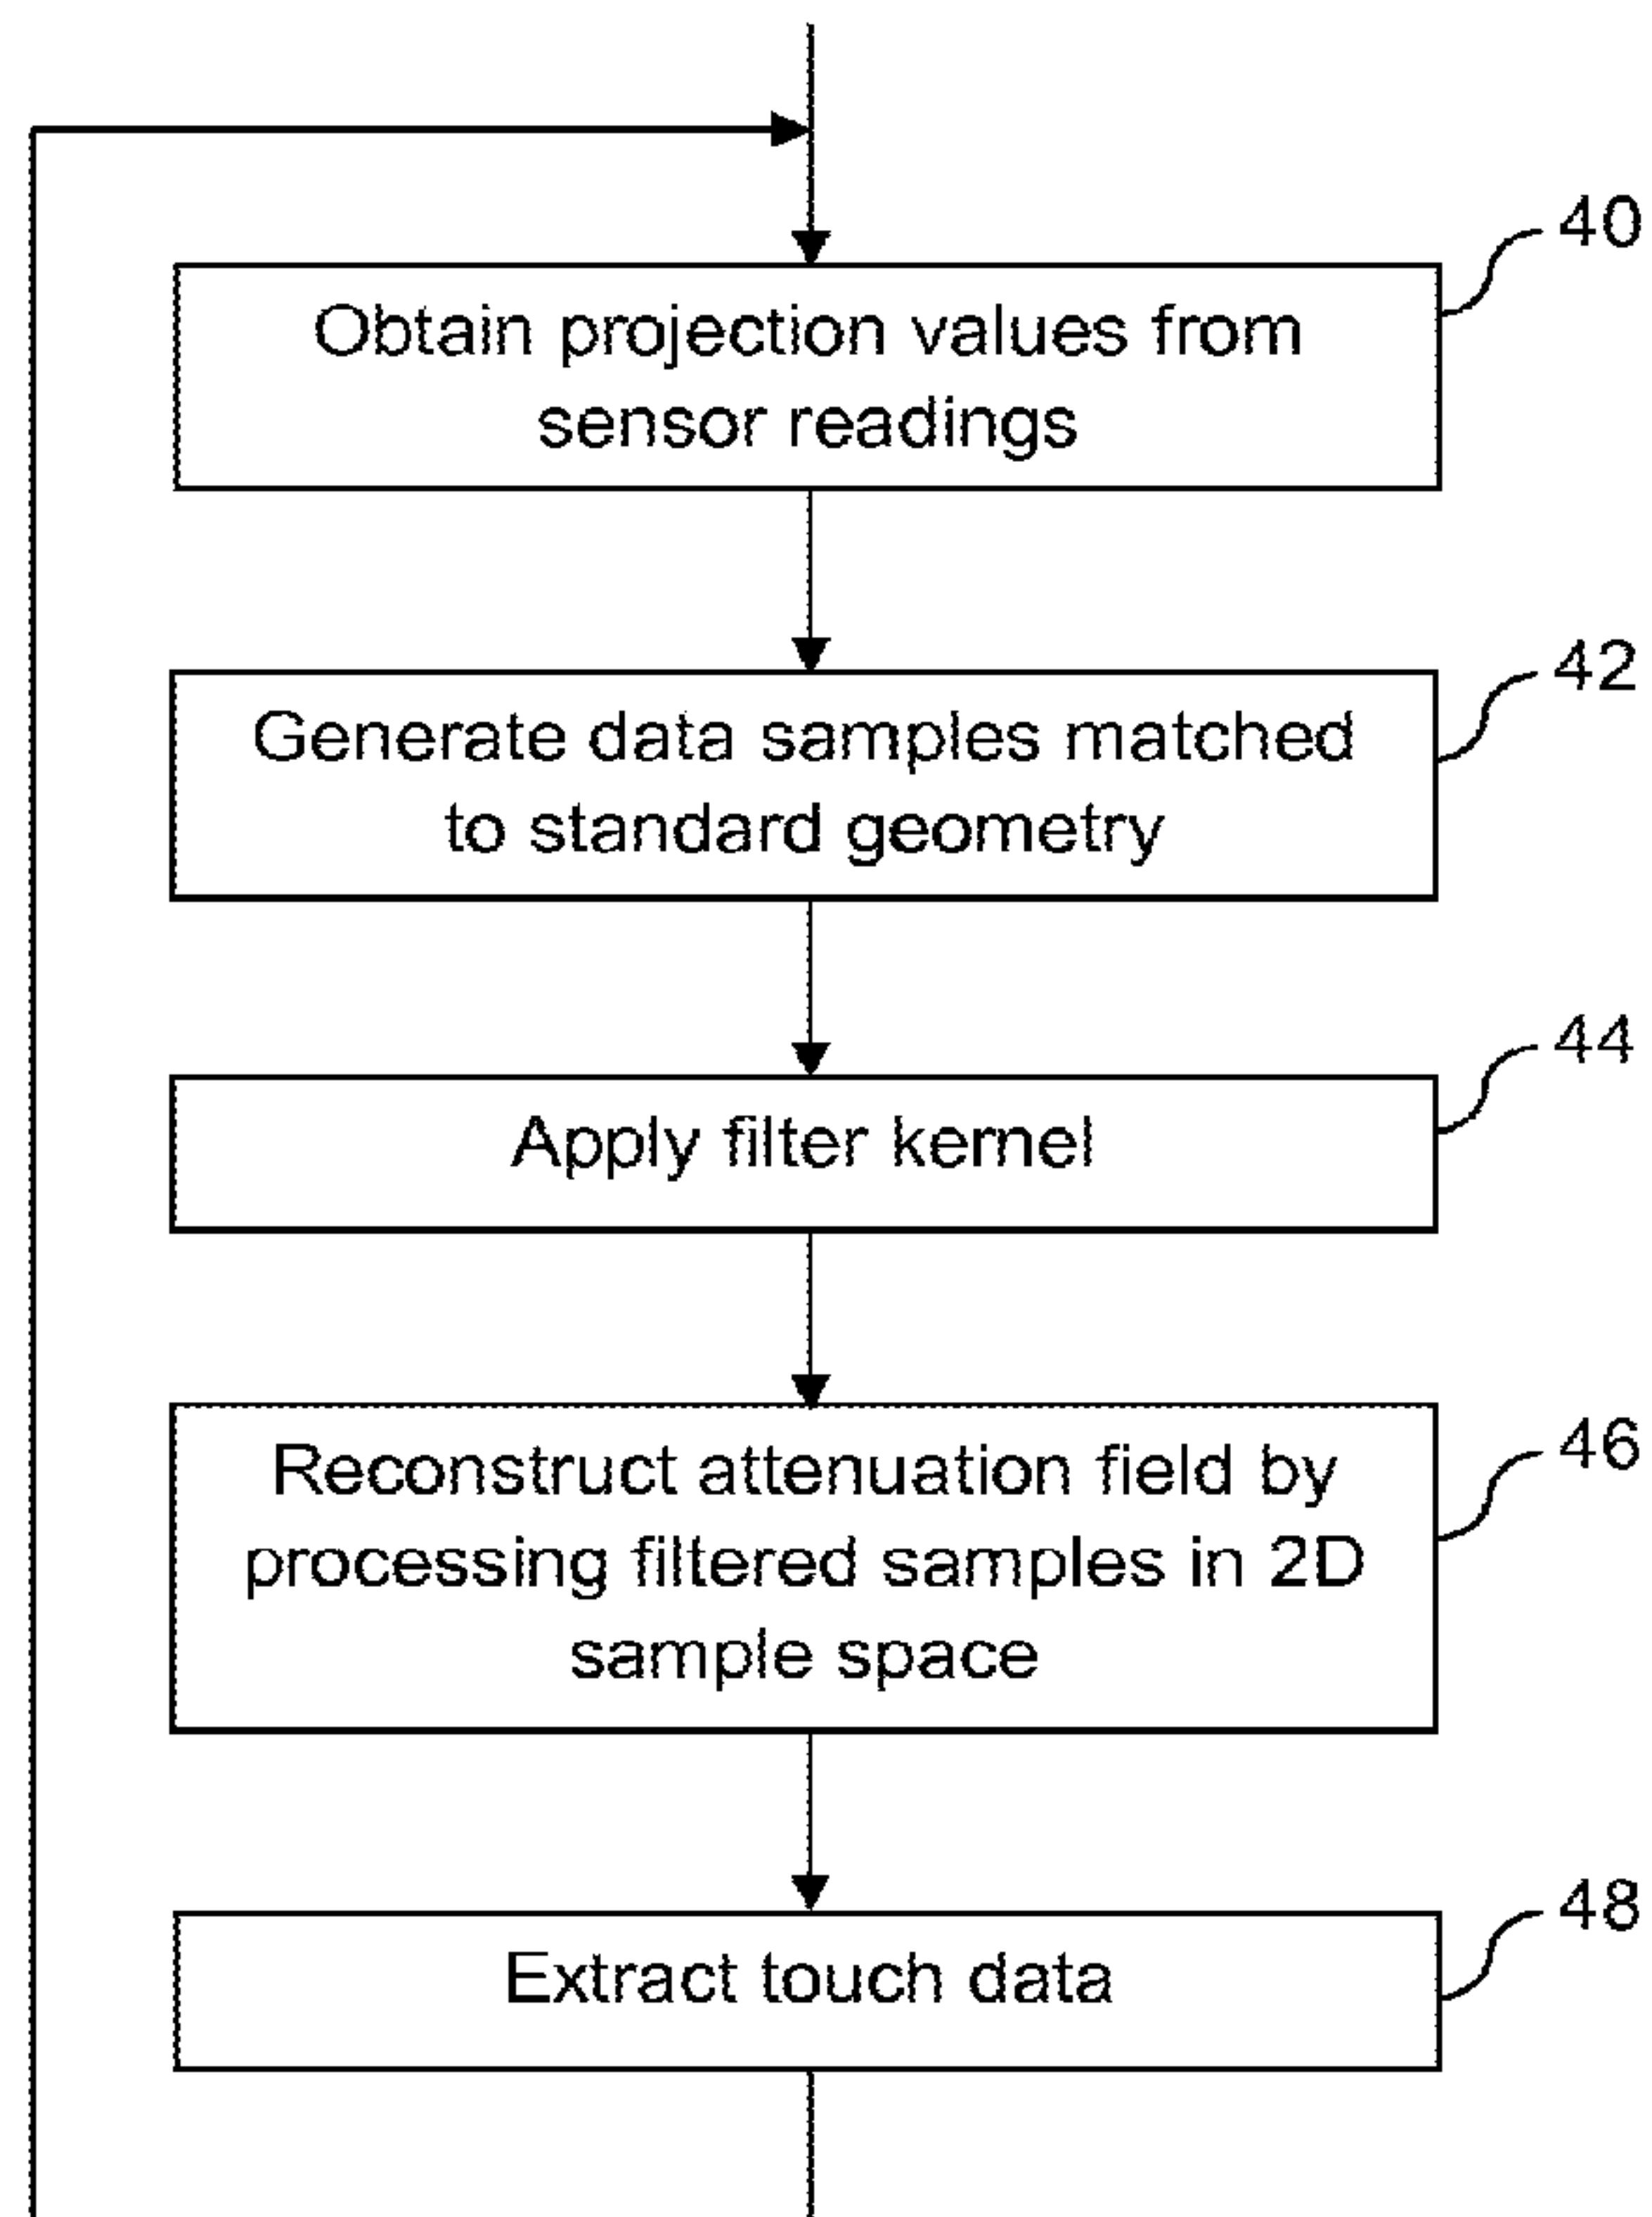 40
Obtain projection values from
sensor readings
42
Generate data samples matched
to standard geometry
44
Apply filter kernel
46
Reconstruct attenuation field by
processing filtered samples in 2D
sample space
48
Extract touch data